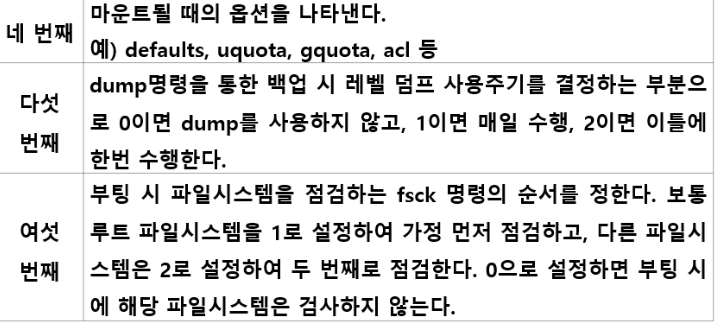 네 번째
마운트될 때의 옵션을 나타낸다.
예) defaults, uquota, gquota, acl 등
다섯
번째
dump명령을 통한 백업 시 레벨 덤프 사용주기를 결정하는 부분으
로 0이면 dump를 사용하지 않고, 1이면 매일 수행, 2이면 이틀에
한번 수행한다.
여섯
번째
부팅 시 파일시스템을 점검하는 fsck 명령의 순서를 정한다. 보통
루트 파일시스템을 1로 설정하여 가정 먼저 점검하고, 다른 파일시
스템은 2로 설정하여 두 번째로 점검한다. 0으로 설정하면 부팅 시
에 해당 파일시스템은 검사하지 않는다.